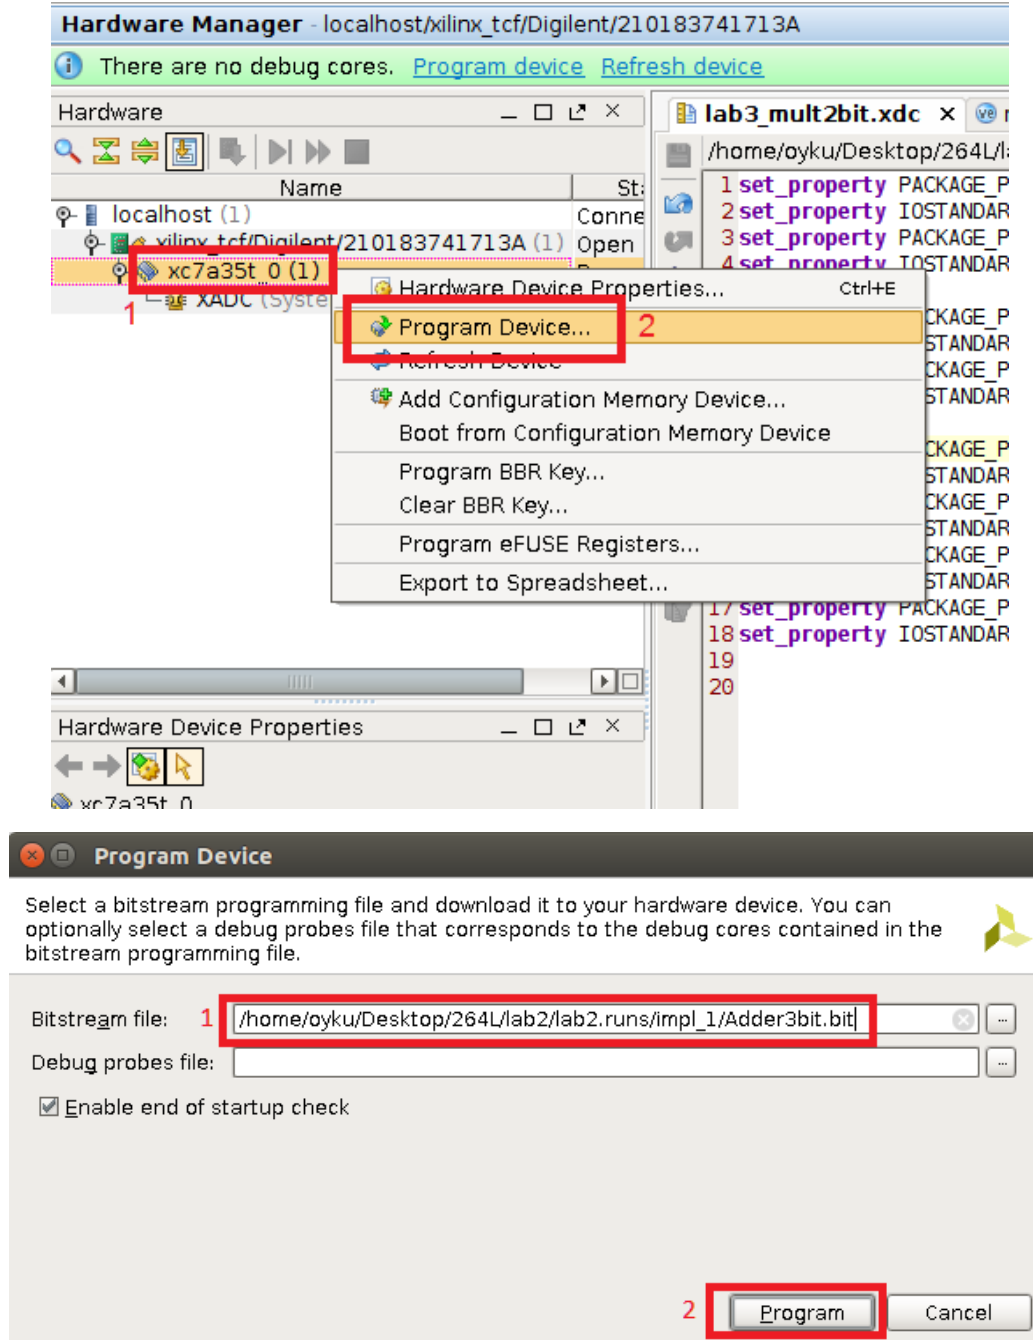 Hardware Manager - localhost/xilinx_tcf/Digilent/210183741713A
There are no debug cores. Program device Refresh device
Hardware
lab3_mult2bit.xdc
/home/oyku/Desktop/264L/
Name
localhost (1)
Conne
xilinx_tcf/Digilent/210183741713A (1) Open
xc7a35t_0 (1)
XADC (Syste
1
Hardware Device Properties... Ctrl+E
Program Device...
2
Refresh Device
Add Configuration Memory Device...
Boot from Configuration Memory Device
Program BBR Key...
Clear BBR Key...
Program eFUSE Registers...
Export to Spreadsheet...
1 set_property PACKAGE_P
2 set_property IOSTANDAR
3 set_property PACKAGE_P
4 set_property IOSTANDAR
CKAGE_P
STANDAR
CKAGE_P
STANDAR
CKAGE_P
STANDAR
CKAGE_P
STANDAR
CKAGE_P
STANDAR
17 set_property PACKAGE_P
18 set_property IOSTANDAR
19
20
Hardware Device Properties
xc7a35t_0
Program Device
Select a bitstream programming file and download it to your hardware device. You can
optionally select a debug probes file that corresponds to the debug cores contained in the
bitstream programming file.
Bitstream file: 1 /home/oyku/Desktop/264L/lab2/lab2.runs/impl_1/Adder3bit.bit ...
Debug probes file: ...
Enable end of startup check
2 Program Cancel